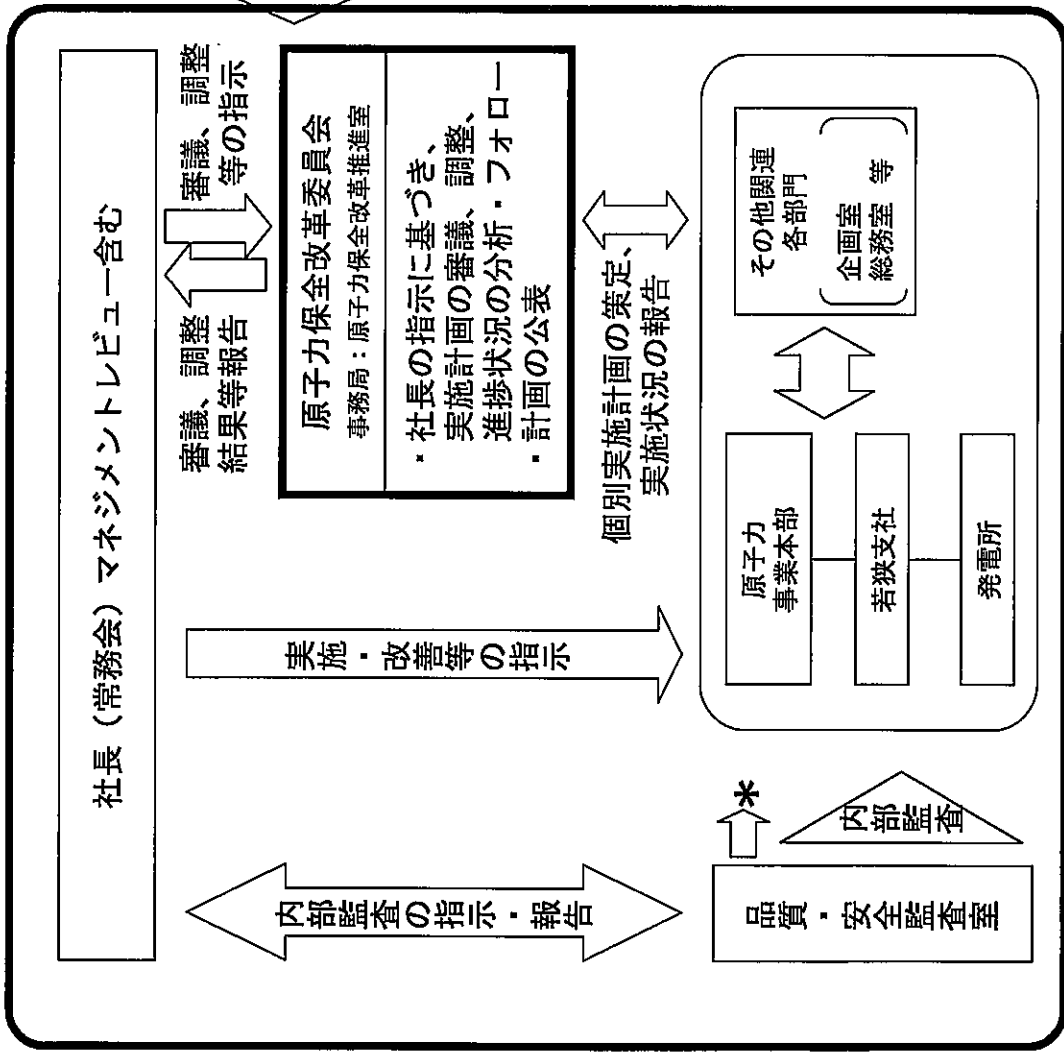 社長（常務会）マネジメントレビュー含む
内部監査の指示・報告
実施・改善等の指示
審議、調整
結果等報告
審議、調整
等の指示
原子力保全改革委員会
事務局：原子力保全改革推進室
・社長の指示に基づき、
実施計画の審議、調整、
進捗状況の分析・フォロー
・計画の公表
個別実施計画の策定、
実施状況の報告
品質・安全監査室
*
内部監査
原子力
事業本部
若狭支社
発電所
その他関連
各部門
企画室 等
総務室